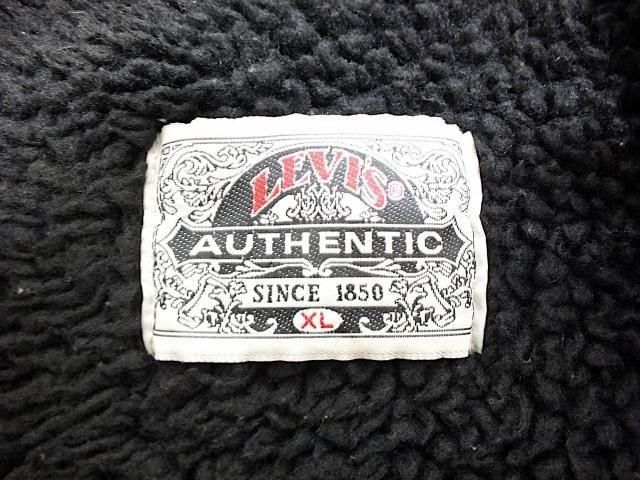 LEVI'S®
AUTHENTIC
SINCE 1850
XL